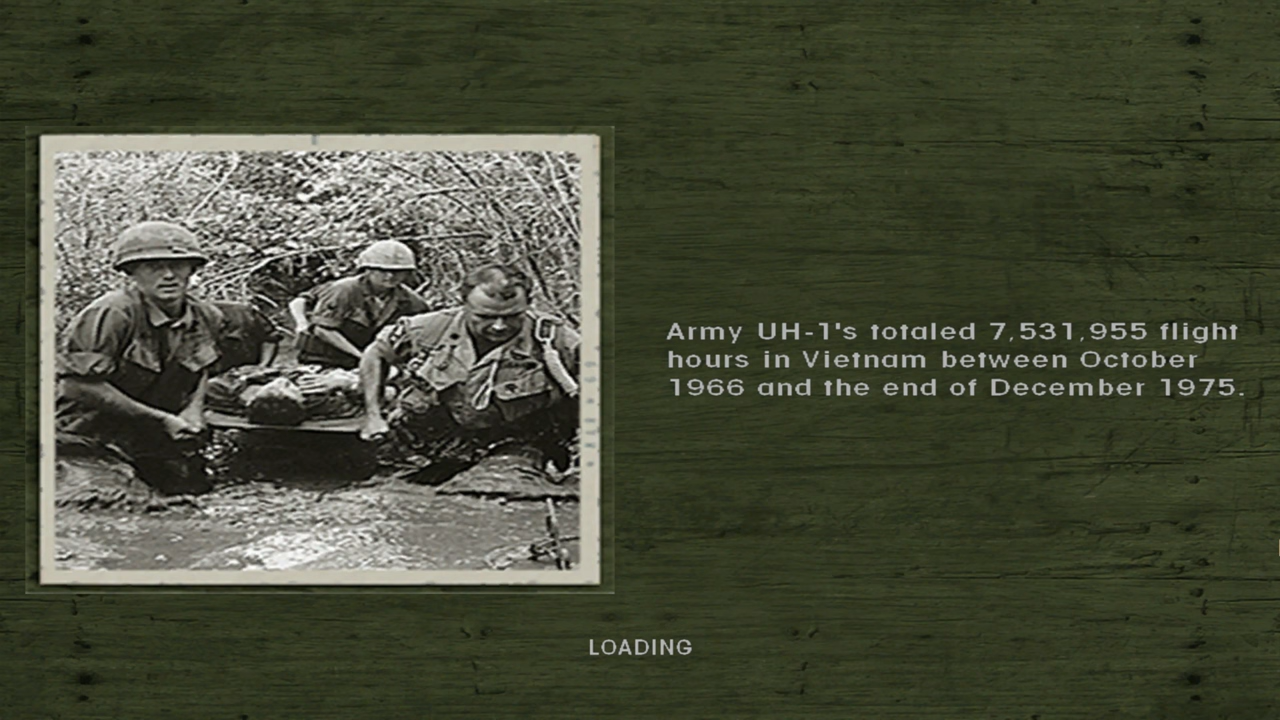 Army UH-1's totaled 7,531,955 flight
hours in Vietnam between October
1966 and the end of December 1975.
LOADING